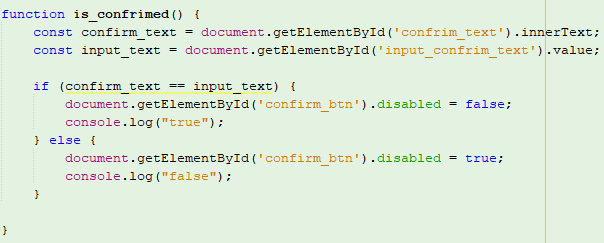 function is_confrimed() {
    const confirm_text = document.getElementById('confrim_text').innerText;
    const input_text = document.getElementById('input_confrim_text').value;
    if (confirm_text == input_text) {
        document.getElementById('confirm_btn').disabled = false;
        console.log("true");
    } else {
        document.getElementById('confirm_btn').disabled = true;
        console.log("false");
    }
}